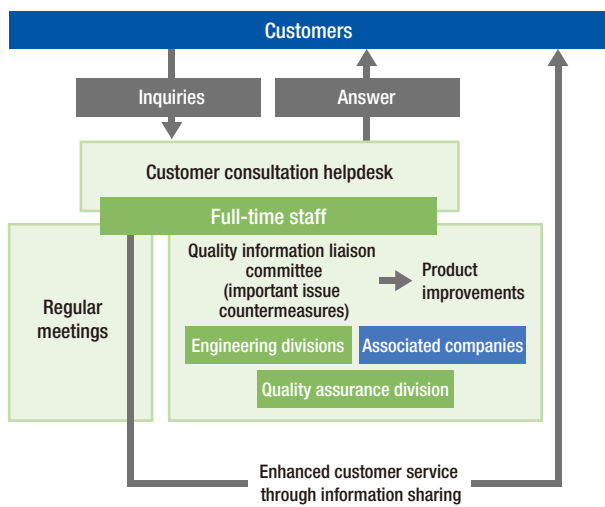 Customers
Inquiries
Answer
Customer consultation helpdesk
Full-time staff
Regular
meetings
Quality information liaison
committee
(important issue
countermeasures)
Product
improvements
Engineering divisions
Associated companies
Quality assurance division
Enhanced customer service
through information sharing